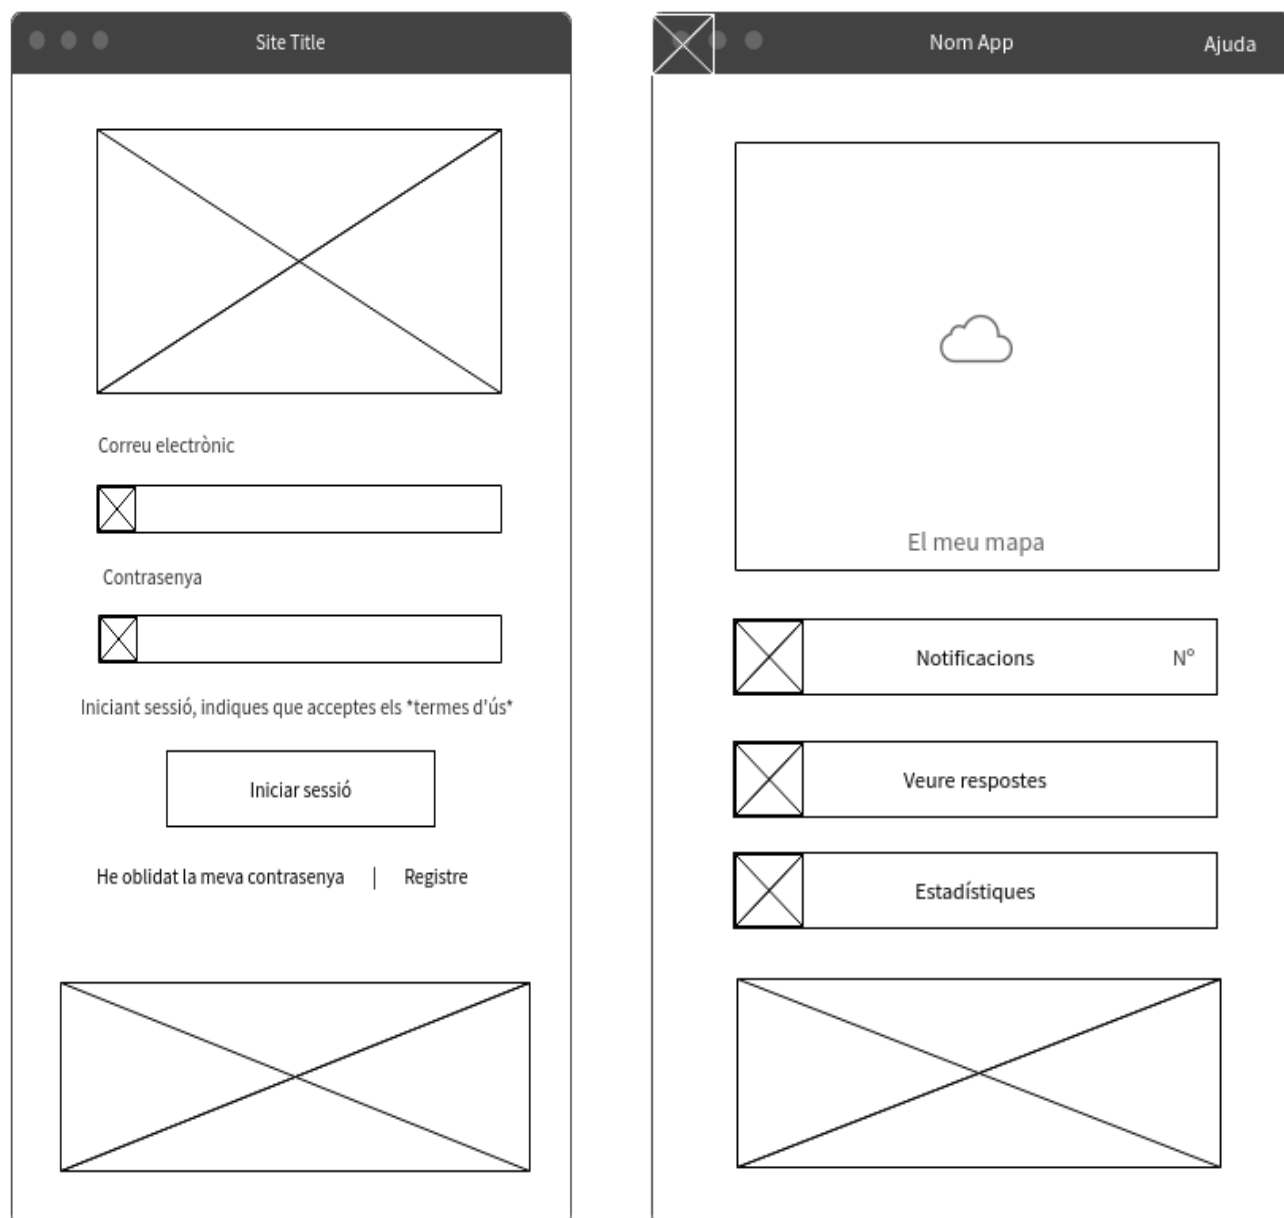 Site Title
Correu electrònic
Contrasenya
Iniciant sessió, indiques que acceptes els *termes d'ús*
Iniciar sessió
He oblidat la meva contrasenya | Registre
Nom App
Ajuda
El meu mapa
Notificacions Nº
Veure respostes
Estadístiques